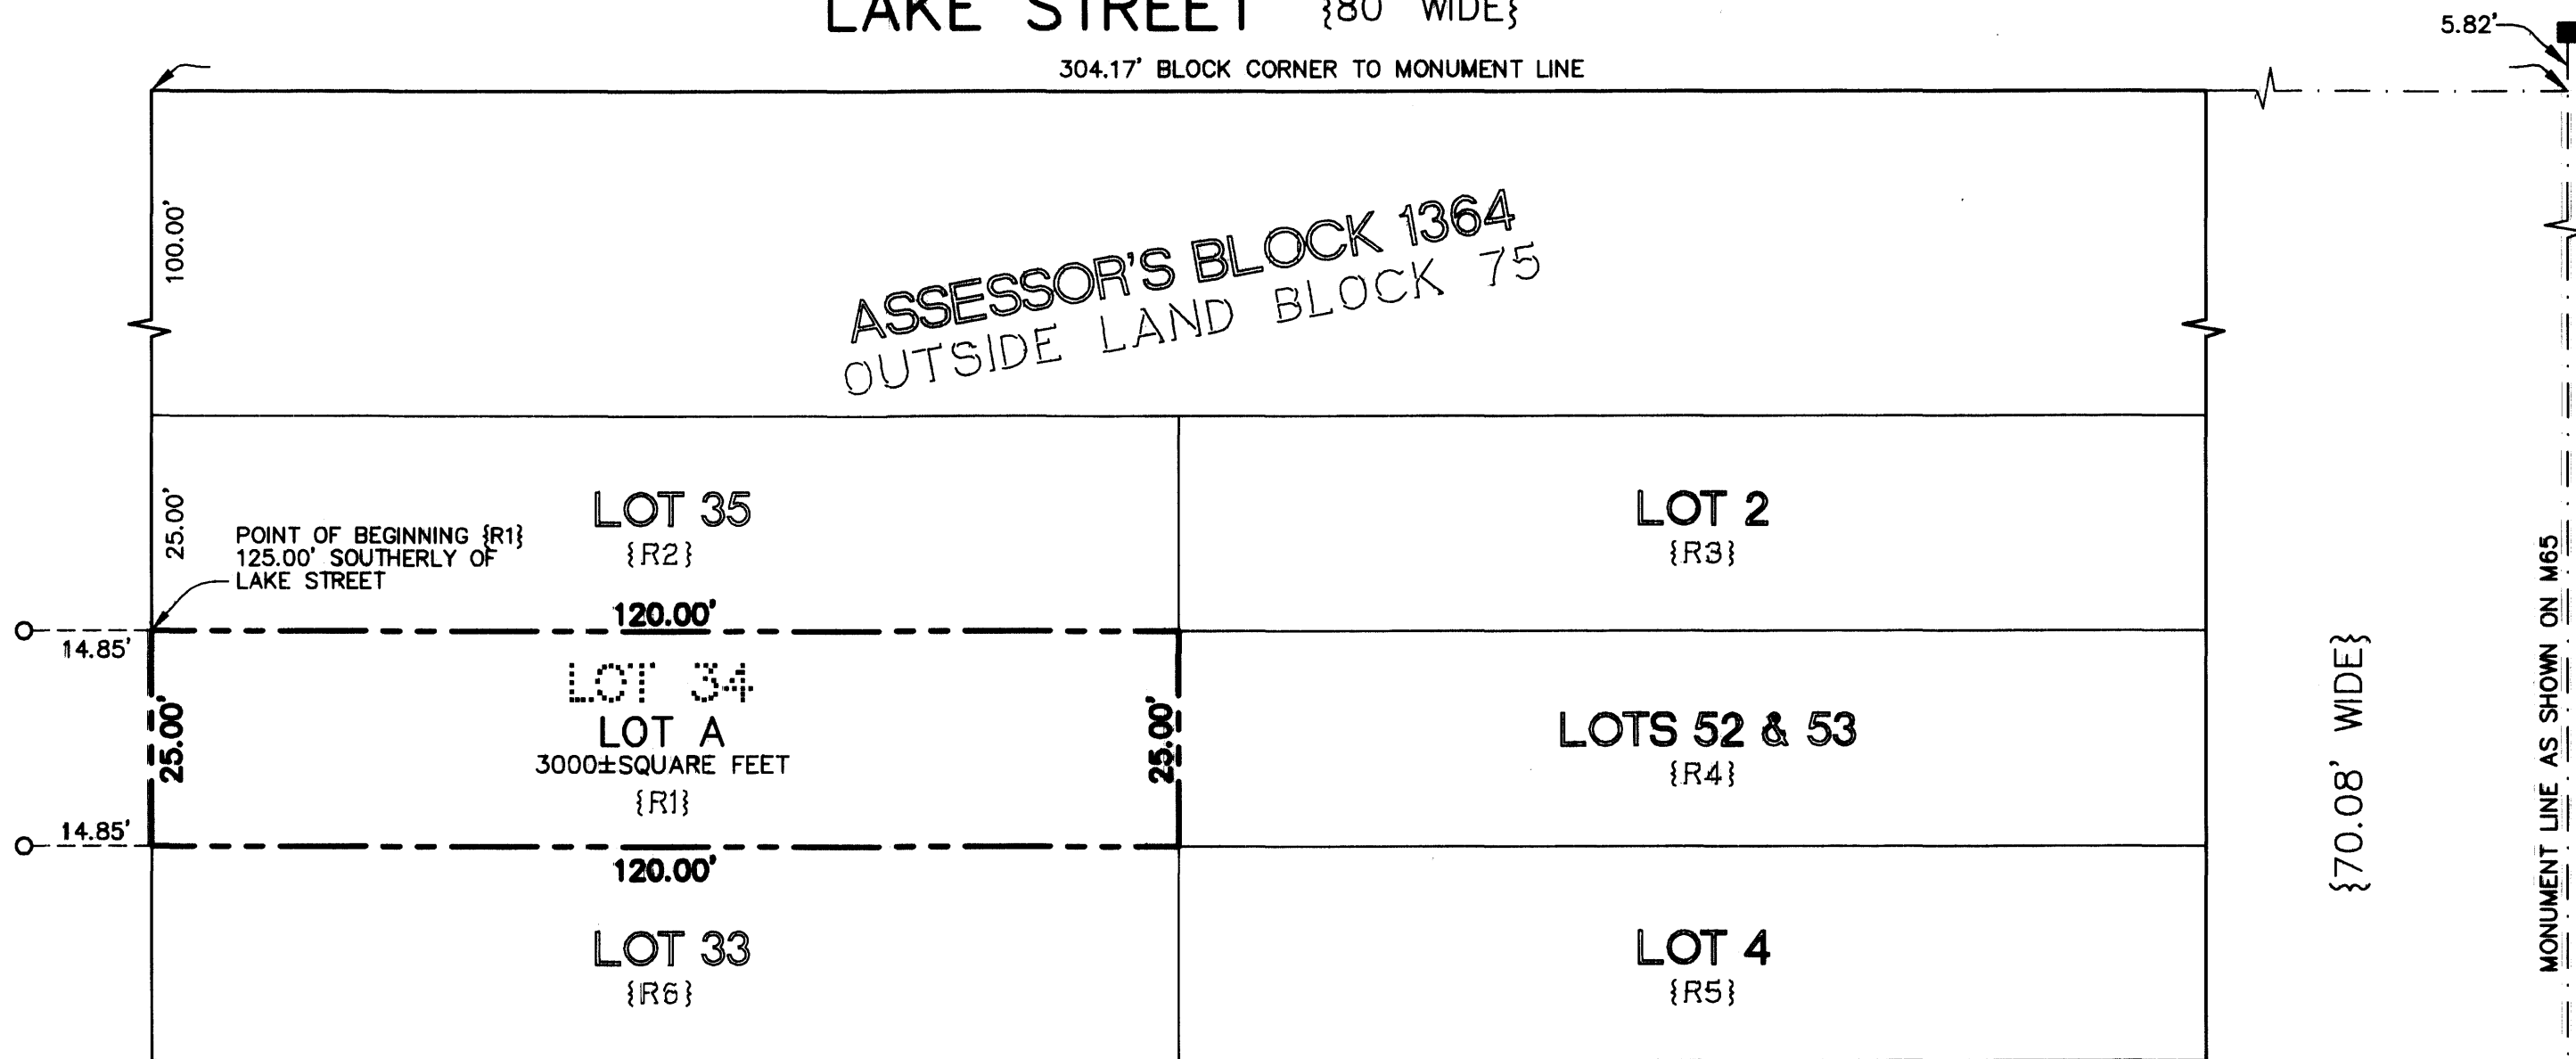 LAKE STREET {80' WIDE}
5.82'
304.17' BLOCK CORNER TO MONUMENT LINE
100.00'
ASSESSOR'S BLOCK 1364
OUTSIDE LAND BLOCK 75
25.00'
POINT OF BEGINNING {R1}
125.00' SOUTHERLY OF
LAKE STREET
LOT 35
{R2}
LOT 2
{R3}
120.00'
14.85'
25.00'
LOT 34
LOT A
3000±SQUARE FEET
{R1}
25.00'
LOTS 52 & 53
{R4}
14.85'
120.00'
LOT 33
{R6}
LOT 4
{R5}
{70.08' WIDE}
MONUMENT LINE AS SHOWN ON M65